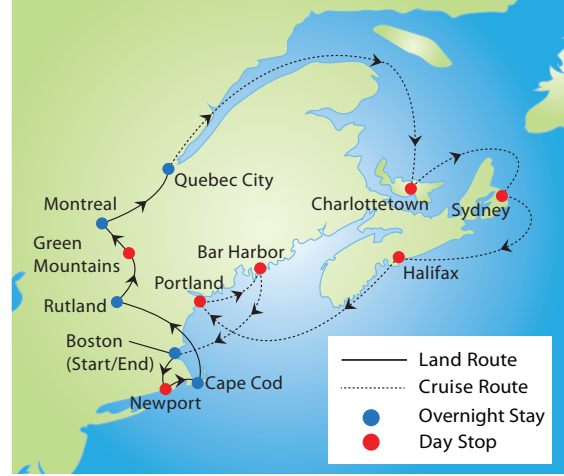 Quebec City
Montreal
Charlottetown
Sydney
Green
Mountains
Bar Harbor
Halifax
Portland
Rutland
Boston
(Start/End)
Cape Cod
Newport
Land Route
Cruise Route
Overnight Stay
Day Stop